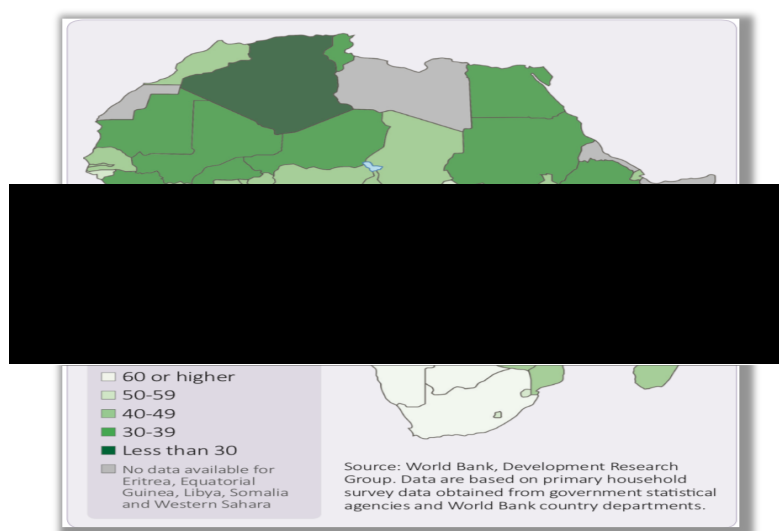 60 or higher
50-59
40-49
30-39
Less than 30
No data available for
Eritrea, Equatorial
Guinea, Libya, Somalia
and Western Sahara
Source: World Bank, Development Research
Group. Data are based on primary household
survey data obtained from government statistical
agencies and World Bank country departments.